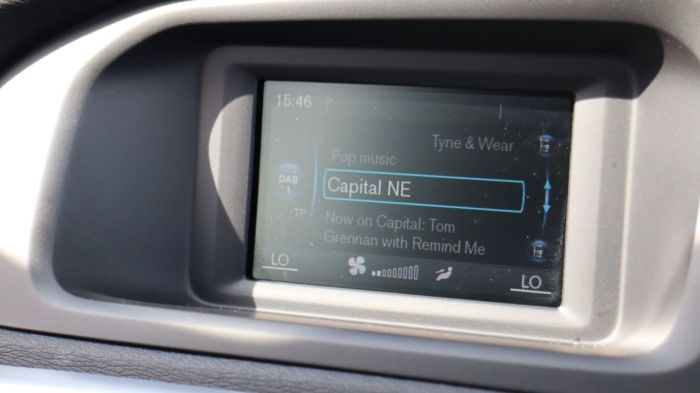 15:46
Tyne & Wear
Pop music
DAB
1
Capital NE
TP
Now on Capital: Tom
Grennan with Remind Me
LO
LO